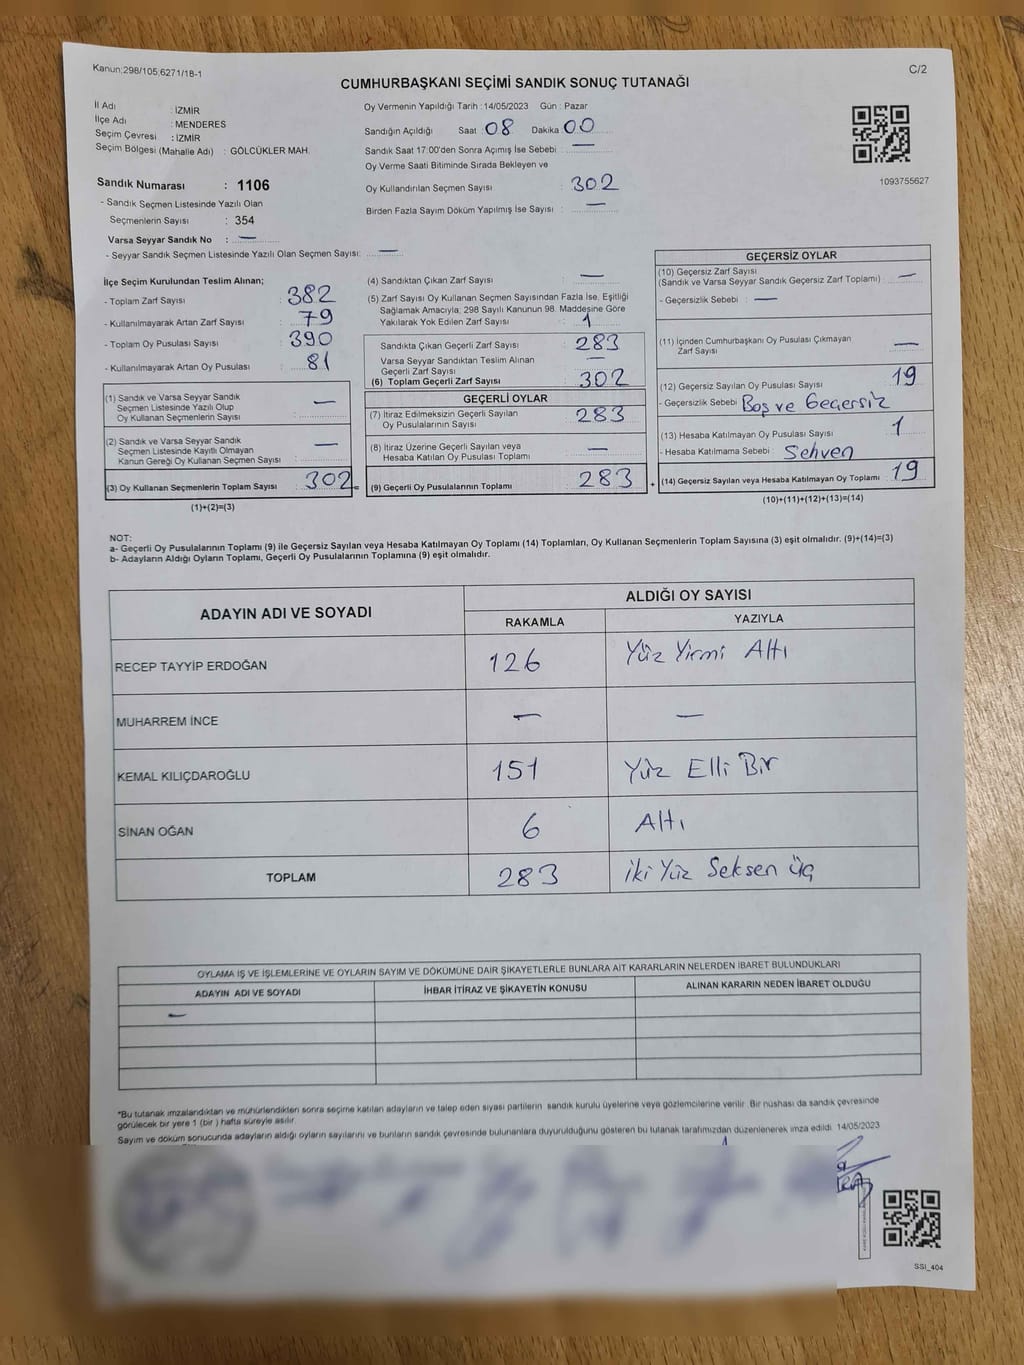 Kanun:298/105;6271/18-1
C/2
CUMHURBAŞKANI SEÇİMİ SANDIK SONUÇ TUTANAĞI
İl Adı : İZMİR
İlçe Adı : MENDERES
Seçim Çevresi : İZMİR
Seçim Bölgesi (Mahalle Adı) : GÖLCÜKLER MAH.
Sandık Numarası : 1106
- Sandık Seçmen Listesinde Yazılı Olan
Seçmenlerin Sayısı : 354
Varsa Seyyar Sandık No : —
- Seyyar Sandık Seçmen Listesinde Yazılı Olan Seçmen Sayısı: —
Oy Vermenin Yapıldığı Tarih : 14/05/2023 Gün : Pazar
Sandığın Açıldığı Saat : 08 Dakika : 00
Sandık Saat 17:00'den Sonra Açımış İse Sebebi : —
Oy Verme Saati Bitiminde Sırada Bekleyen ve
Oy Kullandırılan Seçmen Sayısı : 302
Birden Fazla Sayım Döküm Yapılmış İse Sayısı : —
1093755627
İlçe Seçim Kurulundan Teslim Alınan;
- Toplam Zarf Sayısı : 382
- Kullanılmayarak Artan Zarf Sayısı : 79
- Toplam Oy Pusulası Sayısı : 390
- Kullanılmayarak Artan Oy Pusulası : 81
(1) Sandık ve Varsa Seyyar Sandık
Seçmen Listesinde Yazılı Olup
Oy Kullanan Seçmenlerin Sayısı : —
(2) Sandık ve Varsa Seyyar Sandık
Seçmen Listesinde Kayıtlı Olmayan
Kanun Gereği Oy Kullanan Seçmen Sayısı : —
(3) Oy Kullanan Seçmenlerin Toplam Sayısı : 302
(1)+(2)=(3)
=
(4) Sandıktan Çıkan Zarf Sayısı : —
(5) Zarf Sayısı Oy Kullanan Seçmen Sayısından Fazla İse, Eşitliği
Sağlamak Amacıyla; 298 Sayılı Kanunun 98. Maddesine Göre
Yakılarak Yok Edilen Zarf Sayısı : 1
Sandıkta Çıkan Geçerli Zarf Sayısı : 283
Varsa Seyyar Sandıktan Teslim Alınan
Geçerli Zarf Sayısı : —
(6) Toplam Geçerli Zarf Sayısı : 302
GEÇERLİ OYLAR
(7) İtiraz Edilmeksizin Geçerli Sayılan
Oy Pusulalarının Sayısı : 283
(8) İtiraz Üzerine Geçerli Sayılan veya
Hesaba Katılan Oy Pusulası Toplamı : —
(9) Geçerli Oy Pusulalarının Toplamı : 283
+
GEÇERSİZ OYLAR
(10) Geçersiz Zarf Sayısı
(Sandık ve Varsa Seyyar Sandık Geçersiz Zarf Toplamı) : —
- Geçersizlik Sebebi : —
(11) İçinden Cumhurbaşkanı Oy Pusulası Çıkmayan
Zarf Sayısı : —
(12) Geçersiz Sayılan Oy Pusulası Sayısı : 19
- Geçersizlik Sebebi : Boş ve Geçersiz
(13) Hesaba Katılmayan Oy Pusulası Sayısı : 1
- Hesaba Katılmama Sebebi : Sehven
(14) Geçersiz Sayılan veya Hesaba Katılmayan Oy Toplamı : 19
(10)+(11)+(12)+(13)=(14)
NOT:
a- Geçerli Oy Pusulalarının Toplamı (9) ile Geçersiz Sayılan veya Hesaba Katılmayan Oy Toplamı (14) Toplamları, Oy Kullanan Seçmenlerin Toplam Sayısına (3) eşit olmalıdır. (9)+(14)=(3)
b- Adayların Aldığı Oyların Toplamı, Geçerli Oy Pusulalarının Toplamına (9) eşit olmalıdır.
ADAYIN ADI VE SOYADI
ALDIĞI OY SAYISI
RAKAMLA YAZIYLA
RECEP TAYYİP ERDOĞAN 126 Yüz Yirmi Altı
MUHARREM İNCE — —
KEMAL KILIÇDAROĞLU 151 Yüz Elli Bir
SİNAN OĞAN 6 Altı
TOPLAM 283 iki Yüz Seksen Üç
OYLAMA İŞ VE İŞLEMLERİNE VE OYLARIN SAYIM VE DÖKÜMÜNE DAİR ŞİKAYETLERLE BUNLARA AİT KARARLARIN NELERDEN İBARET BULUNDUKLARI
ADAYIN ADI VE SOYADI İHBAR İTİRAZ VE ŞİKAYETİN KONUSU ALINAN KARARIN NEDEN İBARET OLDUĞU
—
*Bu tutanak imzalandıktan ve mühürlendikten sonra seçime katılan adayların ve talep eden siyasi partilerin sandık kurulu üyelerine veya gözlemcilerine verilir. Bir nüshası da sandık çevresinde
görülecek bir yere 1 (bir ) hafta süreyle asılır.
Sayım ve döküm sonucunda adayların aldığı oyların sayılarını ve bunların sandık çevresinde bulunanlara duyurulduğunu gösteren bu tutanak tarafımızdan düzenlenerek imza edildi. 14/05/2023
SSI_404